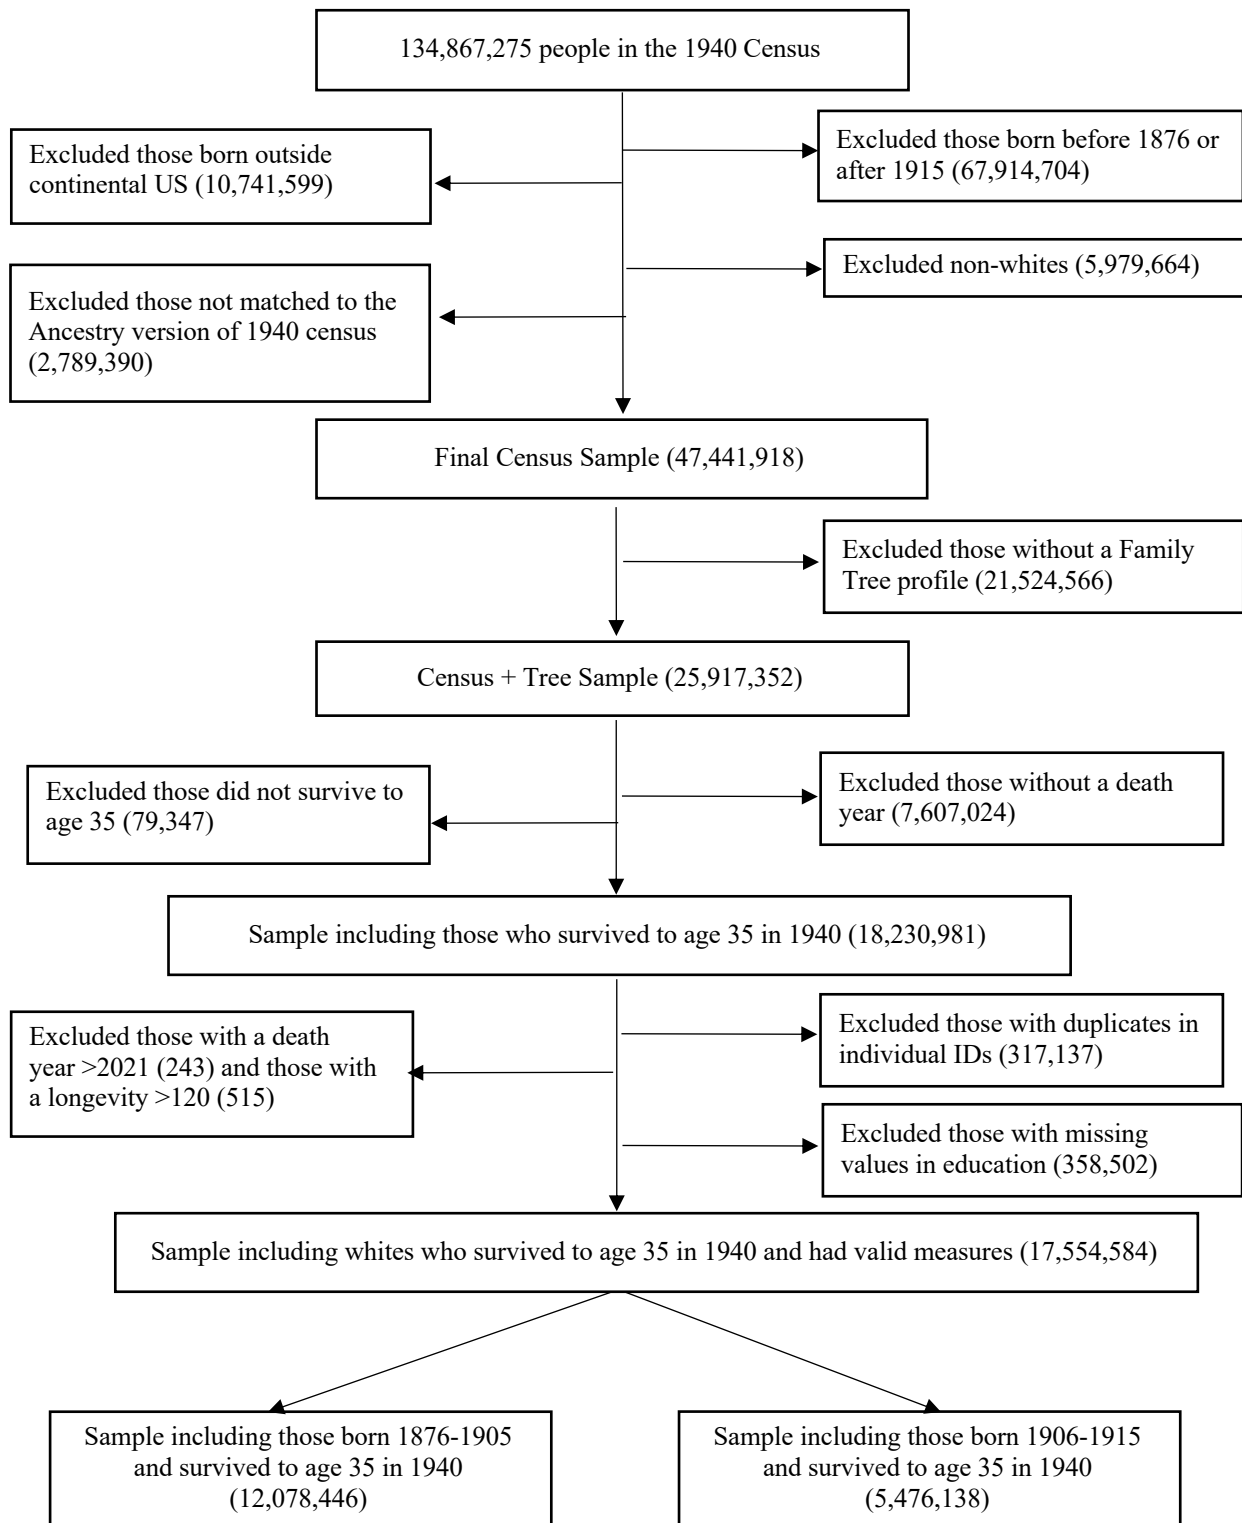 134,867,275 people in the 1940 Census
Excluded those born before 1876 or
after 1915 (67,914,704)
Excluded those born outside
continental US (10,741,599)
Excluded non-whites (5,979,664)
Excluded those not matched to the
Ancestry version of 1940 census
(2,789,390)
Final Census Sample (47,441,918)
Excluded those without a Family
Tree profile (21,524,566)
Census + Tree Sample (25,917,352)
Excluded those without a death
year (7,607,024)
Excluded those did not survive to
age 35 (79,347)
Sample including those who survived to age 35 in 1940 (18,230,981)
Excluded those with duplicates in
individual IDs (317,137)
Excluded those with a death
year >2021 (243) and those with
a longevity >120 (515)
Excluded those with missing
values in education (358,502)
Sample including whites who survived to age 35 in 1940 and had valid measures (17,554,584)
Sample including those born 1876-1905
and survived to age 35 in 1940
(12,078,446)
Sample including those born 1906-1915
and survived to age 35 in 1940
(5,476,138)